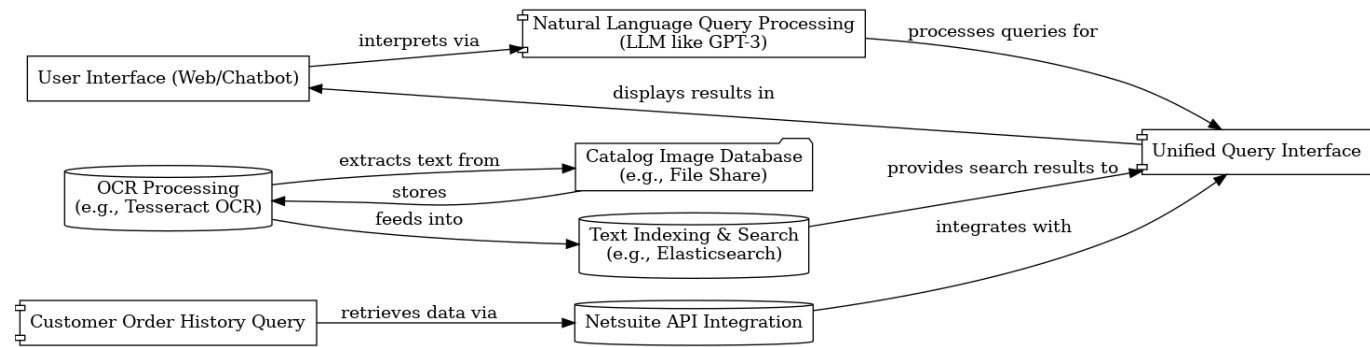 Natural Language Query Processing
(LLM like GPT-3)
processes queries for
interprets via
User Interface (Web/Chatbot)
displays results in
Unified Query Interface
extracts text from
Catalog Image Database
(e.g., File Share)
provides search results to
OCR Processing
(e.g., Tesseract OCR)
stores
feeds into
Text Indexing & Search
(e.g., Elasticsearch)
integrates with
Customer Order History Query
retrieves data via
Netsuite API Integration